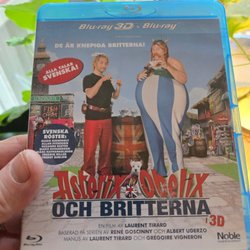 Blu-ray 3D + Blu-ray
DE ÄR KNEPIGA BRITTERNA!
ALLA TALAR
SVENSKA!
SVENSKA
RÖSTER:
Asterix & Obelix
OCH BRITTERNA
I 3D
EN FILM AV LAURENT TIRARD
BASERAD PÅ SERIEN AV RENÉ GOSCINNY OCH ALBERT UDERZO
MANUS AV LAURENT TIRARD OCH GRÉGOIRE VIGNERON
Blu-ray
Noble